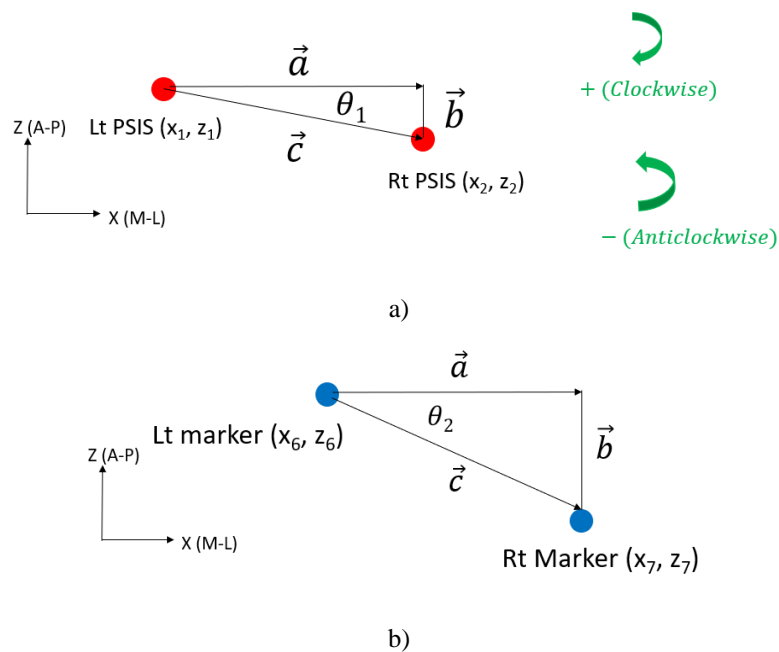 a⃗
+ (Clockwise)
θ₁
b⃗
Lt PSIS (x₁, z₁)
c⃗
Z (A-P)
Rt PSIS (x₂, z₂)
X (M-L)
− (Anticlockwise)
a)
a⃗
θ₂
Lt marker (x₆, z₆)
b⃗
Z (A-P)
c⃗
X (M-L)
Rt Marker (x₇, z₇)
b)